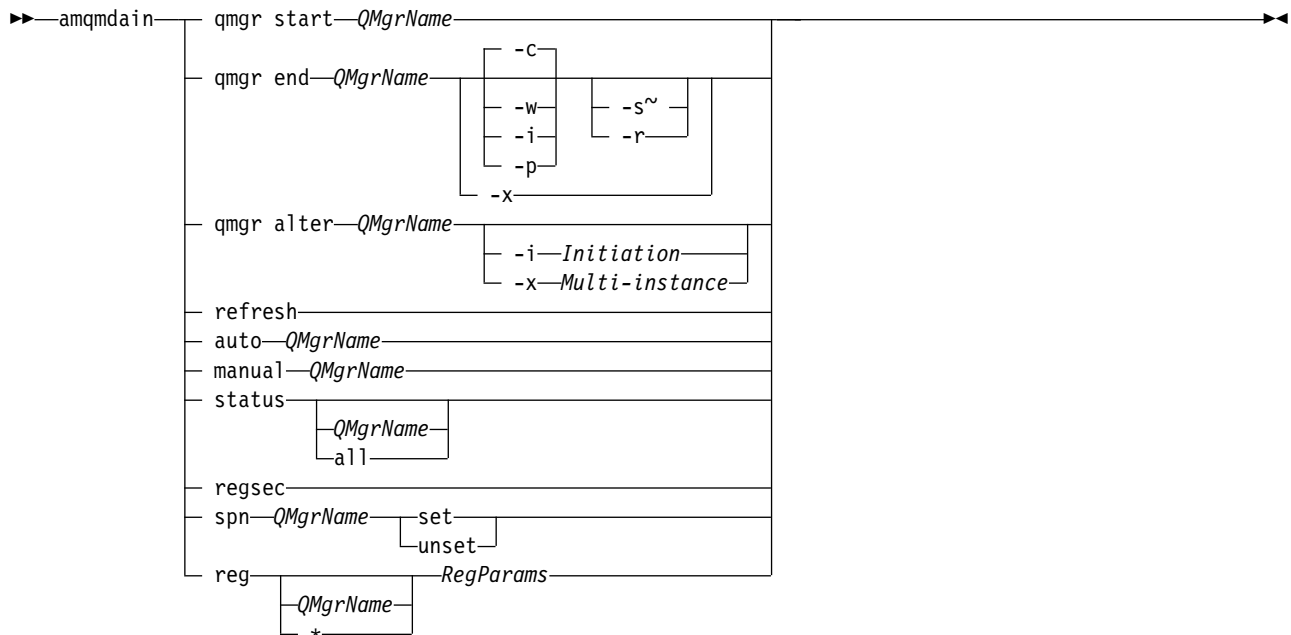 amqmdain qmgr start QMgrName
-c
qmgr end QMgrName
-w -s~
-i -r
-p
-x
qmgr alter QMgrName
-i Initiation
-x Multi-instance
refresh
auto QMgrName
manual QMgrName
status
QMgrName
all
regsec
spn QMgrName set
unset
reg RegParams
QMgrName
*